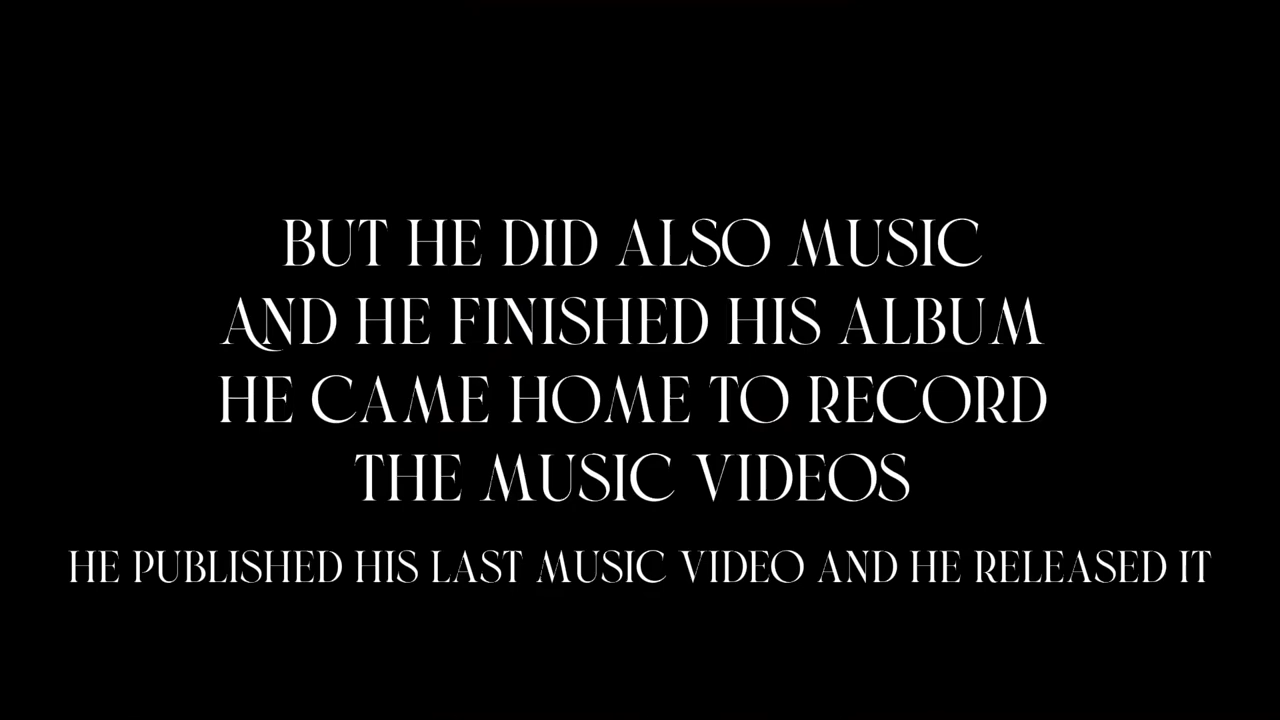 BUT HE DID ALSO MUSIC
AND HE FINISHED HIS ALBUM
HE CAME HOME TO RECORD
THE MUSIC VIDEOS
HE PUBLISHED HIS LAST MUSIC VIDEO AND HE RELEASED IT